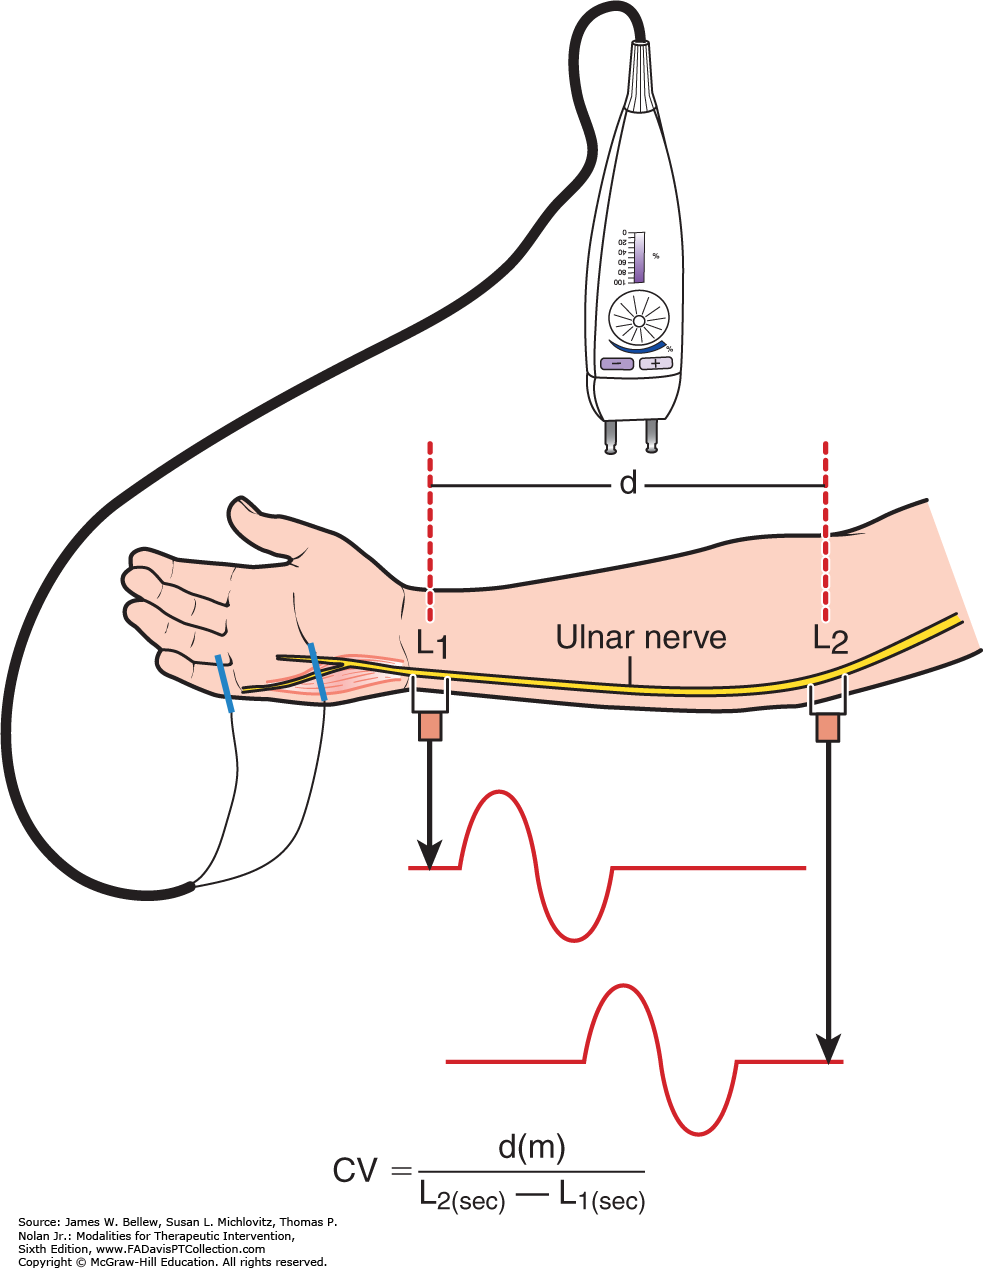 0
20
40
60
80
100
%
%
− +
d
L1
Ulnar nerve
L2
CV = d(m)
L2(sec) — L1(sec)
Source: James W. Bellew, Susan L. Michlovitz, Thomas P.
Nolan Jr.: Modalities for Therapeutic Intervention,
Sixth Edition, www.FADavisPTCollection.com
Copyright © McGraw-Hill Education. All rights reserved.